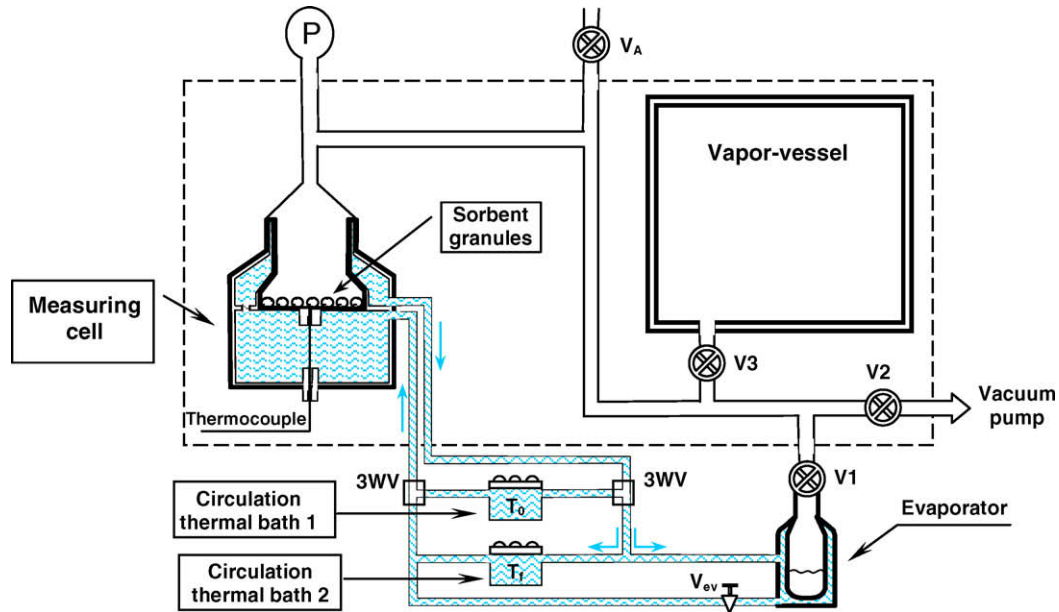 P
V_A
Vapor-vessel
Sorbent
granules
Measuring
cell
V3
V2
Vacuum
pump
Thermocouple
3WV
3WV
V1
Circulation
thermal bath 1
T_0
Evaporator
Circulation
thermal bath 2
T_f
V_ev